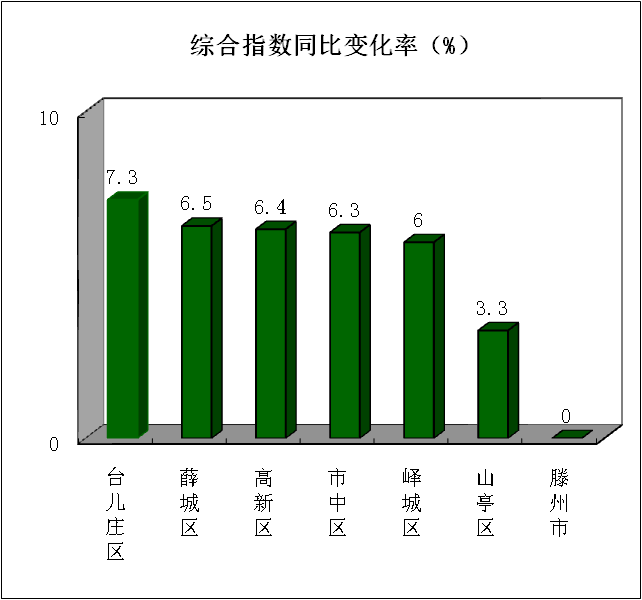 综合指数同比变化率（%）
10
0
7.3
6.5
6.4
6.3
6
3.3
0
台儿庄区
薛城区
高新区
市中区
峄城区
山亭区
滕州市